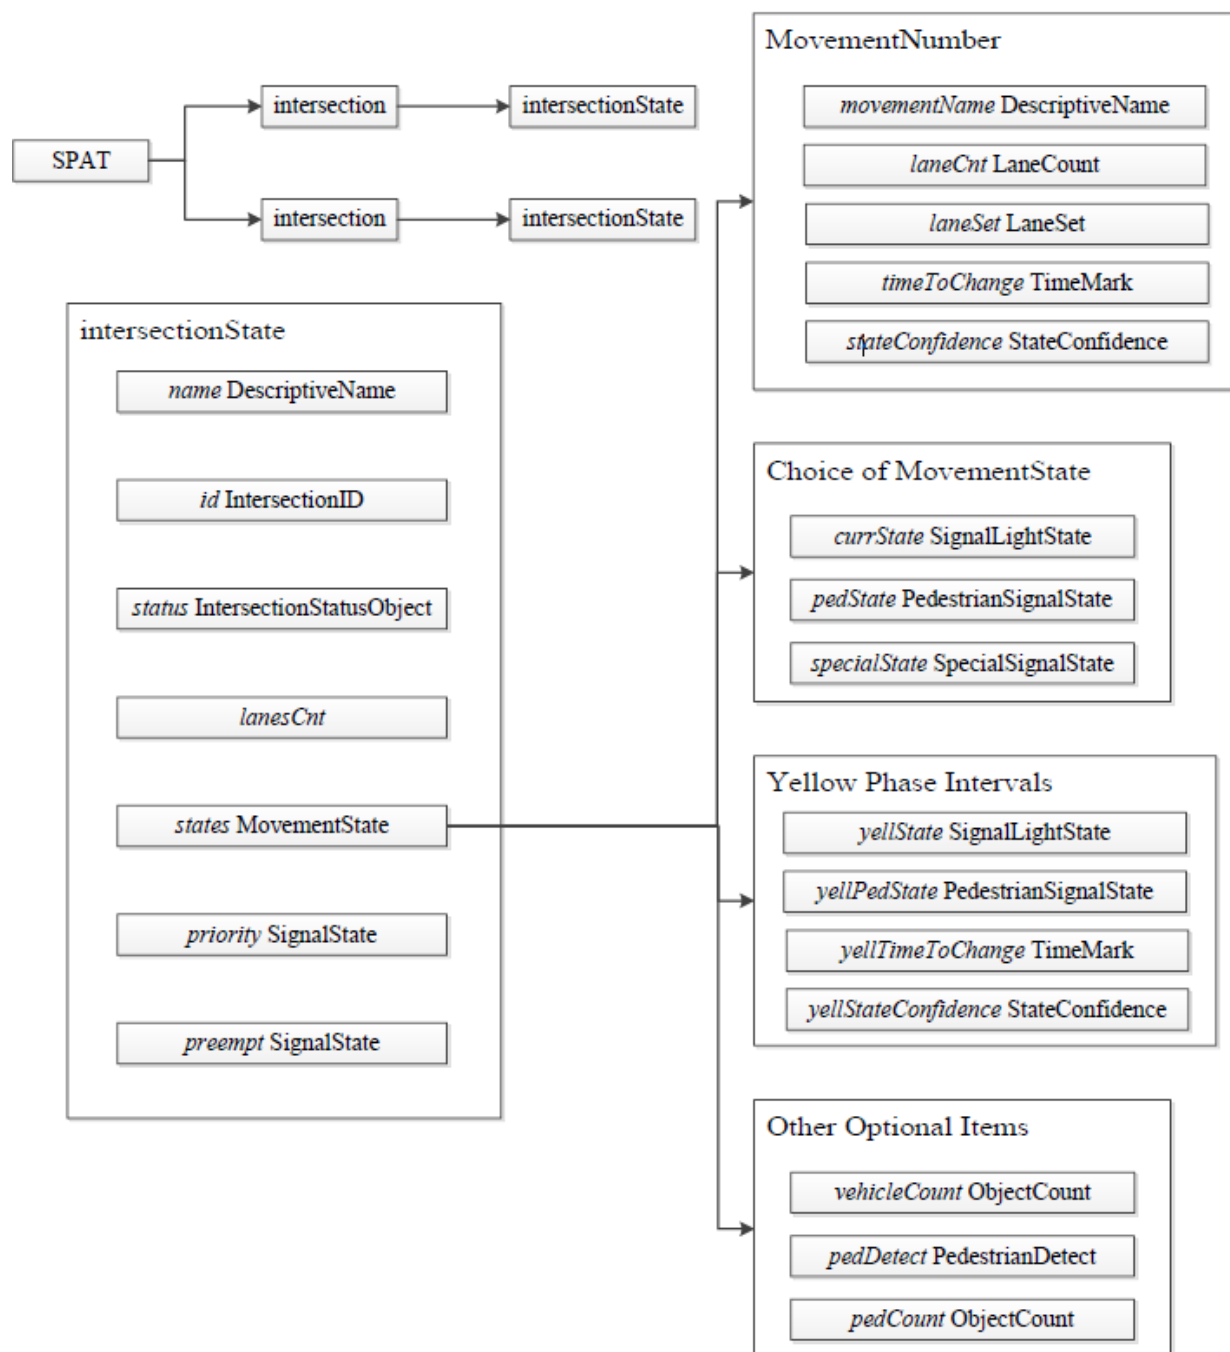 SPAT
intersection
intersectionState
intersection
intersectionState
intersectionState
name DescriptiveName
id IntersectionID
status IntersectionStatusObject
lanesCnt
states MovementState
priority SignalState
preempt SignalState
MovementNumber
movementName DescriptiveName
laneCnt LaneCount
laneSet LaneSet
timeToChange TimeMark
stateConfidence StateConfidence
Choice of MovementState
currState SignalLightState
pedState PedestrianSignalState
specialState SpecialSignalState
Yellow Phase Intervals
yellState SignalLightState
yellPedState PedestrianSignalState
yellTimeToChange TimeMark
yellStateConfidence StateConfidence
Other Optional Items
vehicleCount ObjectCount
pedDetect PedestrianDetect
pedCount ObjectCount